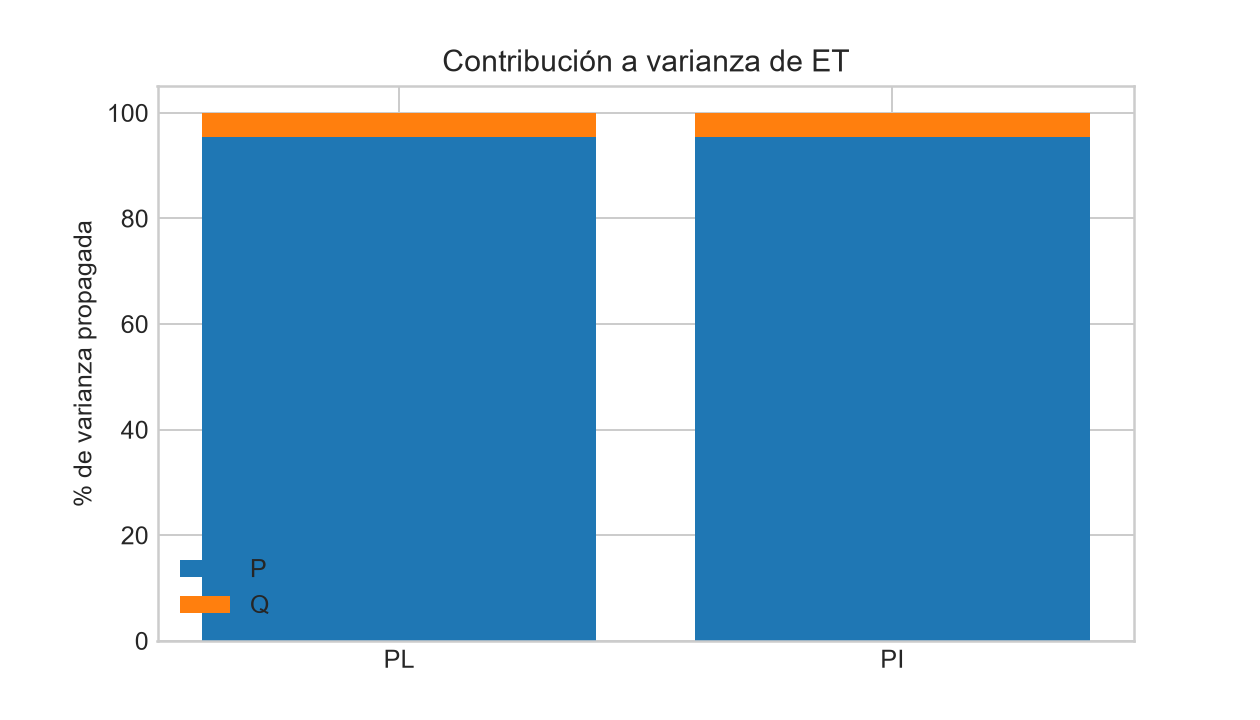 Contribución a varianza de ET
% de varianza propagada
100
80
60
40
20
0
P
Q
PL
PI